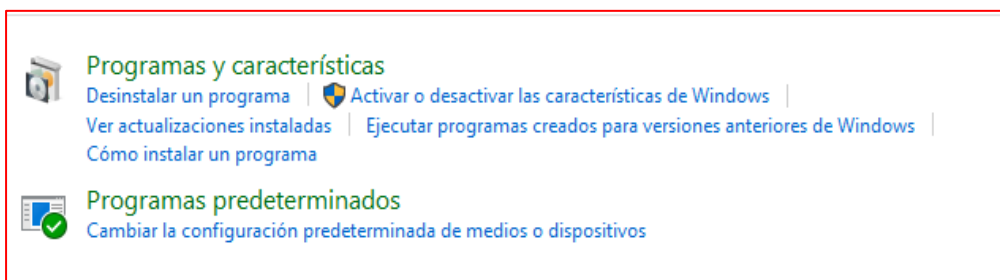 Programas y características
Desinstalar un programa Activar o desactivar las características de Windows
Ver actualizaciones instaladas Ejecutar programas creados para versiones anteriores de Windows
Cómo instalar un programa
Programas predeterminados
Cambiar la configuración predeterminada de medios o dispositivos